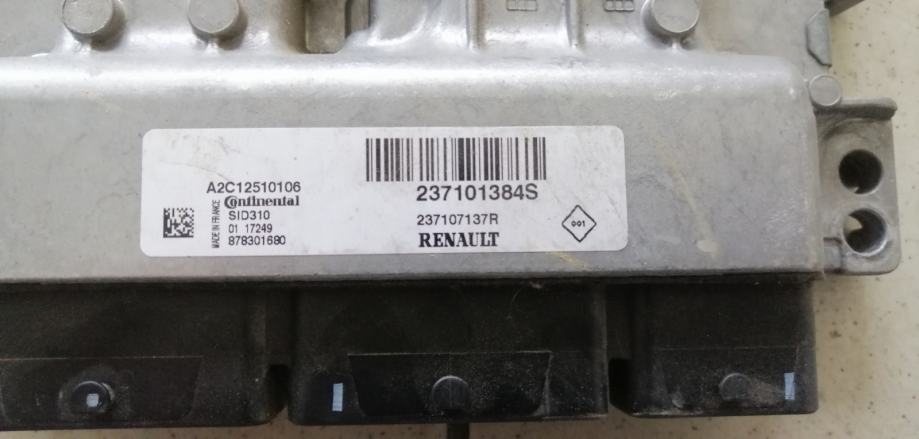 A2C12510106
Continental
SID310
01 17249
878301680
MADE IN FRANCE
237101384S
237107137R
RENAULT
001